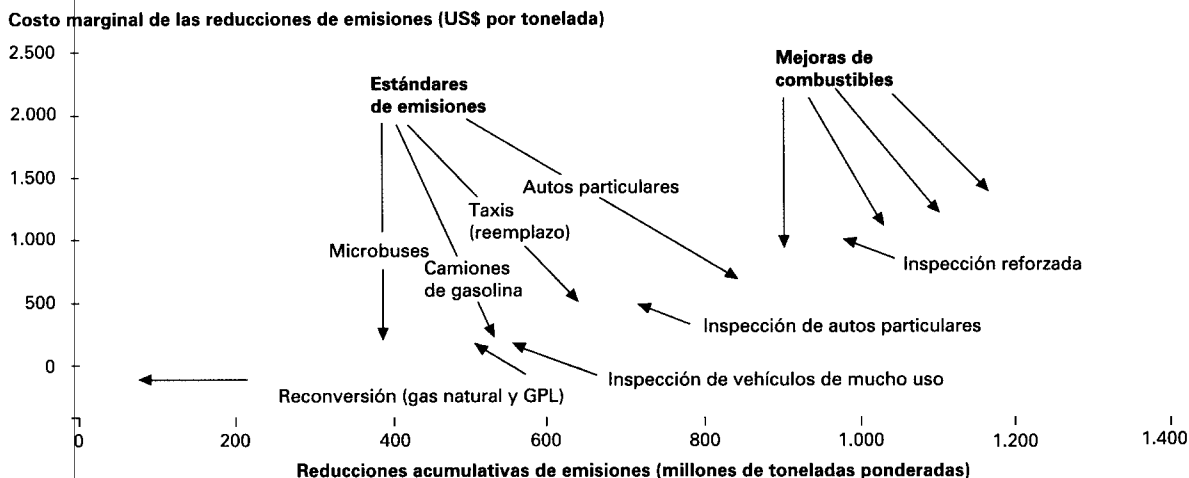 Costo marginal de las reducciones de emisiones (US$ por tonelada)
2.500
2.000
1.500
1.000
500
0
Estándares
de emisiones
Mejoras de
combustibles
Autos particulares
Taxis
(reemplazo)
Microbuses
Camiones
de gasolina
Inspección reforzada
Inspección de autos particulares
Inspección de vehículos de mucho uso
Reconversión (gas natural y GPL)
0 200 400 600 800 1.000 1.200 1.400
Reducciones acumulativas de emisiones (millones de toneladas ponderadas)